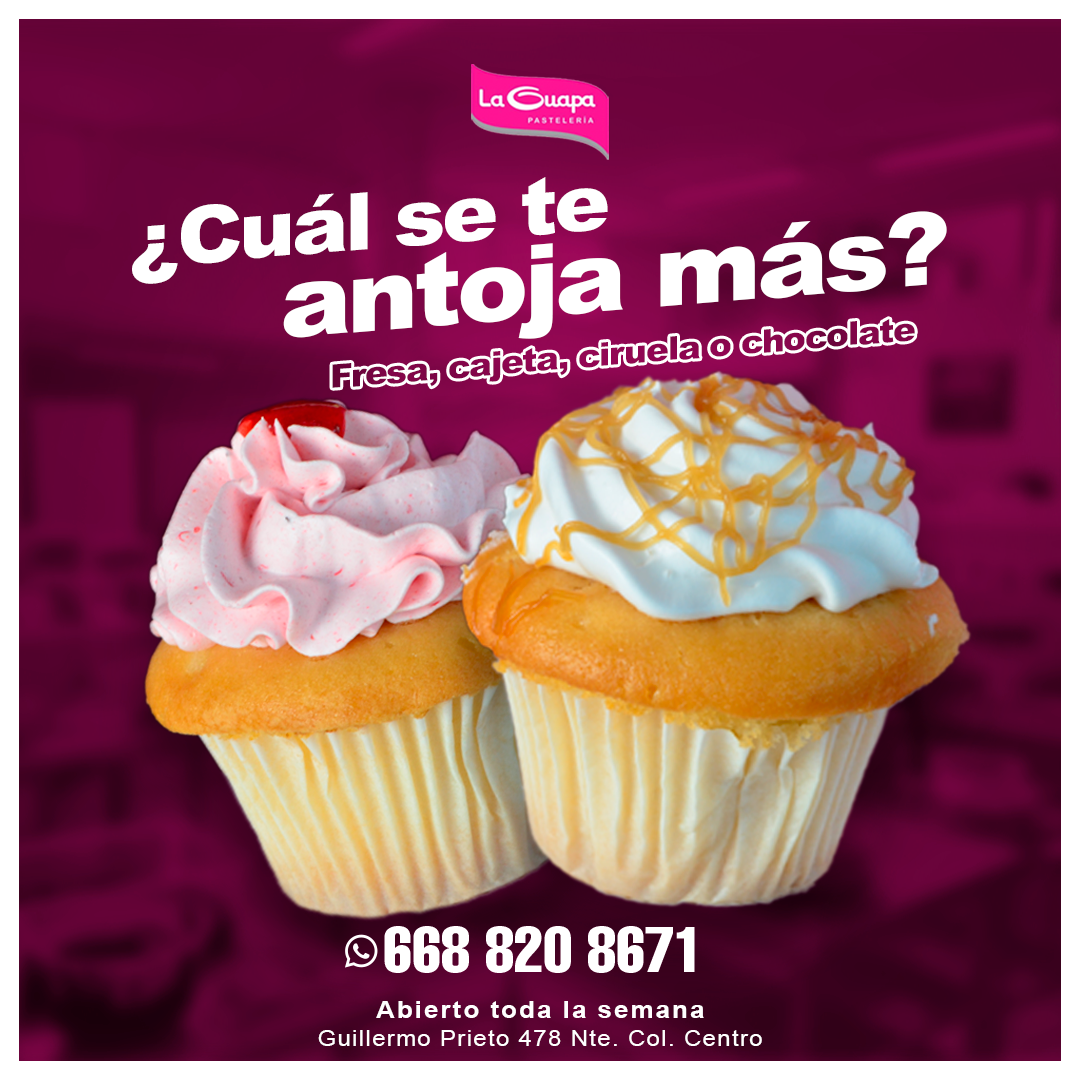 La Guapa
PASTELERÍA
¿Cuál se te
antoja más?
Fresa, cajeta, ciruela o chocolate
668 820 8671
Abierto toda la semana
Guillermo Prieto 478 Nte. Col. Centro